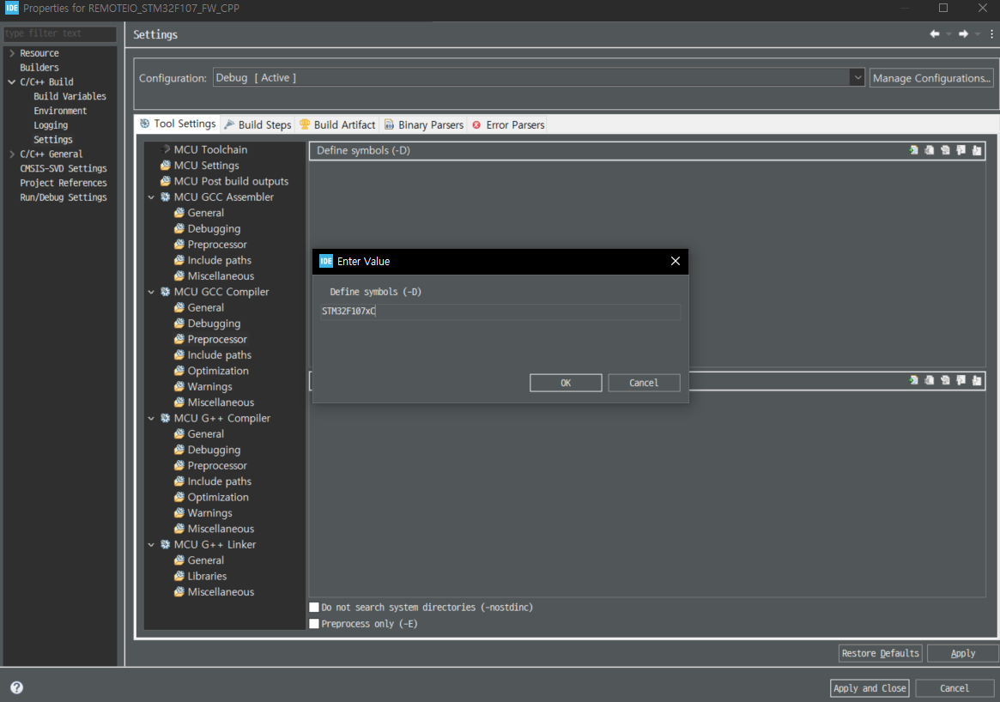 IDE Properties for REMOTEIO_STM32F107_FW_CPP
type filter text
Resource
Builders
C/C++ Build
Build Variables
Environment
Logging
Settings
C/C++ General
CMSIS-SVD Settings
Project References
Run/Debug Settings
Settings
Configuration: Debug [ Active ] Manage Configurations...
Tool Settings Build Steps Build Artifact Binary Parsers Error Parsers
MCU Toolchain
MCU Settings
MCU Post build outputs
MCU GCC Assembler
General
Debugging
Preprocessor
Include paths
Miscellaneous
MCU GCC Compiler
General
Debugging
Preprocessor
Include paths
Optimization
Warnings
Miscellaneous
MCU G++ Compiler
General
Debugging
Preprocessor
Include paths
Optimization
Warnings
Miscellaneous
MCU G++ Linker
General
Libraries
Miscellaneous
Define symbols (-D)
IDE Enter Value
Define symbols (-D)
STM32F107xC
OK Cancel
Do not search system directories (-nostdinc)
Preprocess only (-E)
Restore Defaults Apply
? Apply and Close Cancel